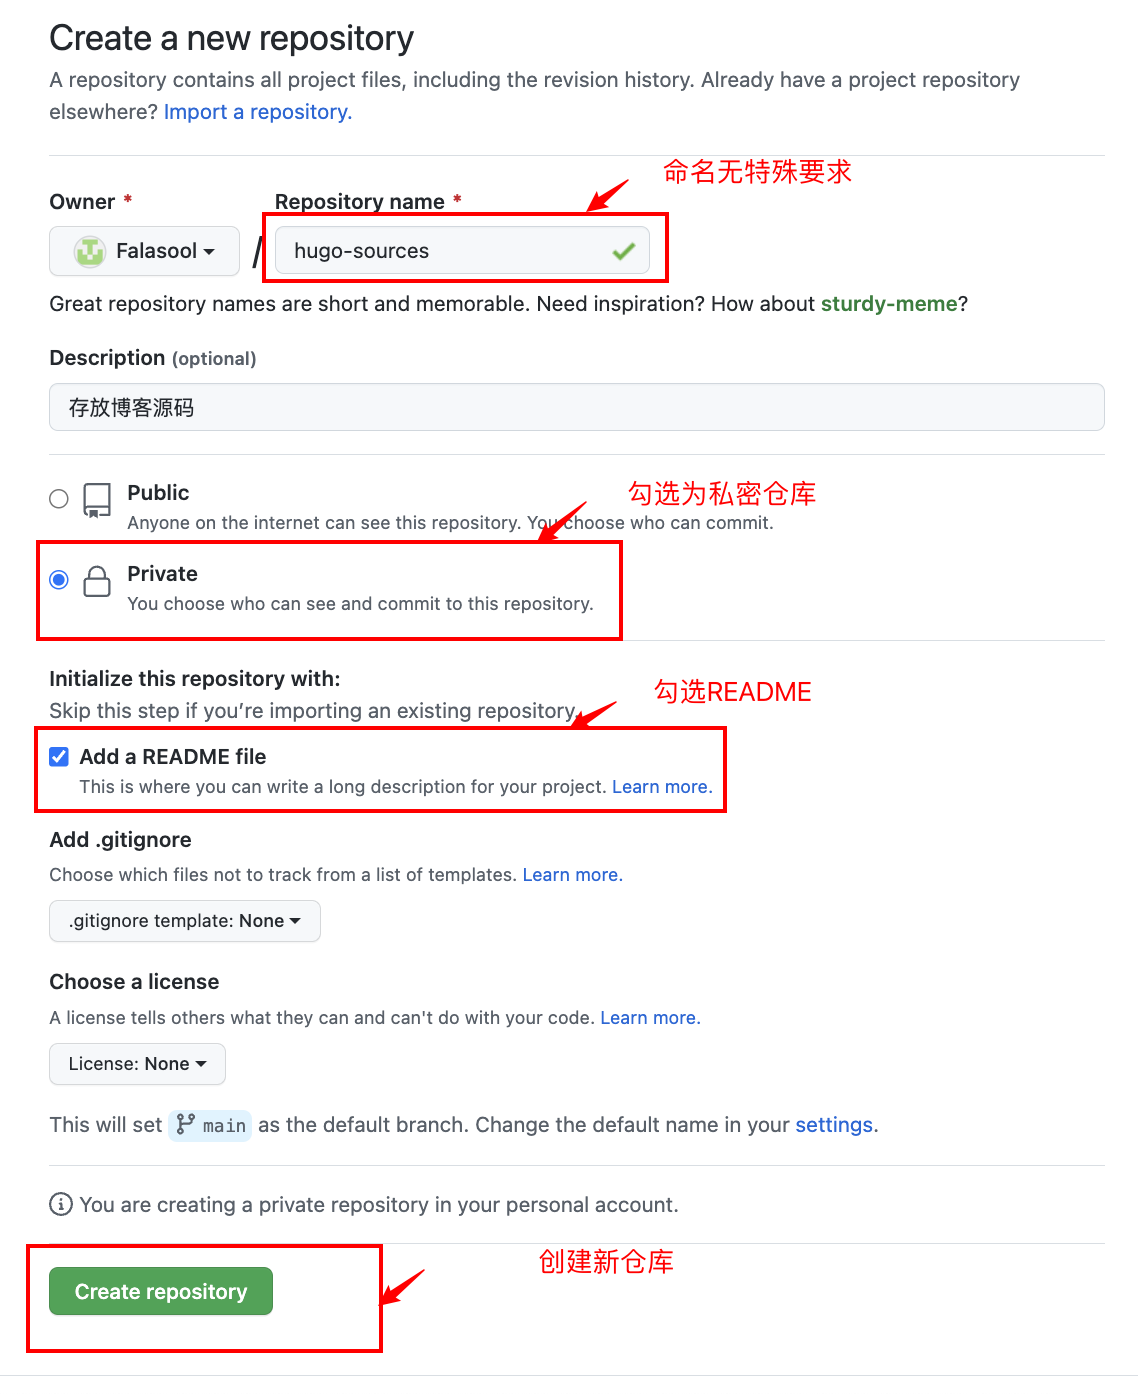 Create a new repository
A repository contains all project files, including the revision history. Already have a project repository
elsewhere? Import a repository.
命名无特殊要求
Owner * Repository name *
Falasool / hugo-sources
Great repository names are short and memorable. Need inspiration? How about sturdy-meme?
Description (optional)
存放博客源码
Public
勾选为私密仓库
Anyone on the internet can see this repository. You choose who can commit.
Private
You choose who can see and commit to this repository.
Initialize this repository with:
勾选README
Skip this step if you’re importing an existing repository.
Add a README file
This is where you can write a long description for your project. Learn more.
Add .gitignore
Choose which files not to track from a list of templates. Learn more.
.gitignore template: None
Choose a license
A license tells others what they can and can't do with your code. Learn more.
License: None
This will set main as the default branch. Change the default name in your settings.
You are creating a private repository in your personal account.
创建新仓库
Create repository